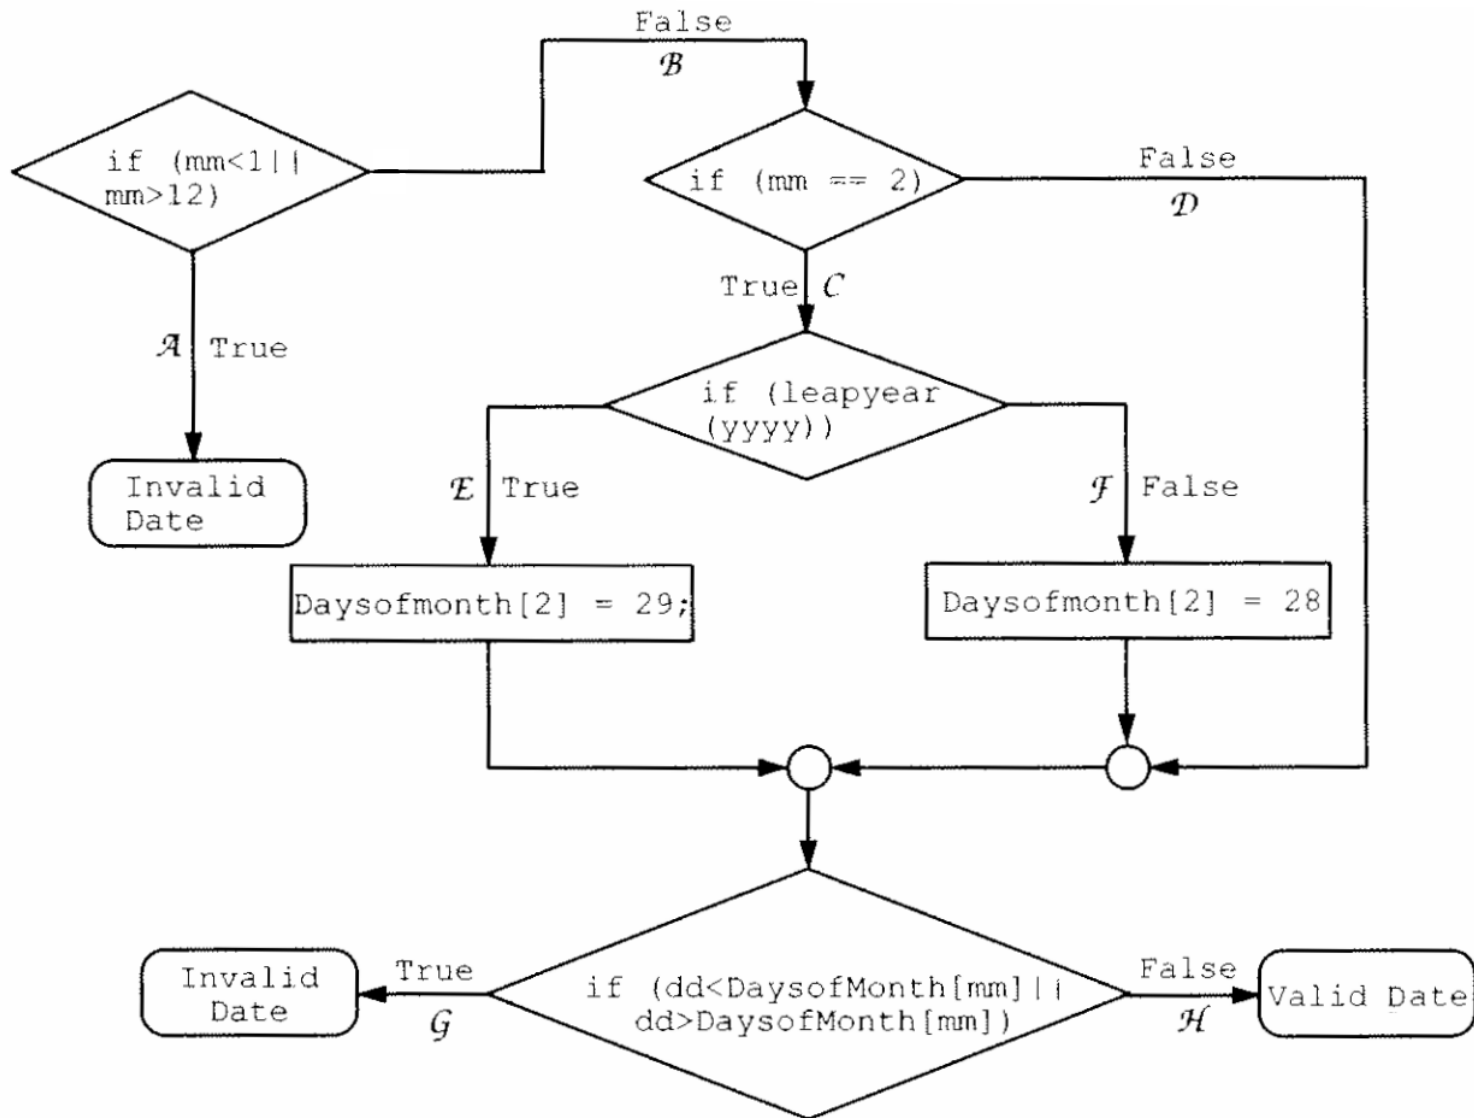 False
B
if (mm<1||
mm>12)
if (mm == 2)
False
D
True C
A True
if (leapyear
(yyyy))
Invalid
Date
E True
F False
Daysofmonth[2] = 29;
Daysofmonth[2] = 28
Invalid
Date
True
G
if (dd<DaysofMonth[mm]||
dd>DaysofMonth[mm])
False
H
Valid Date